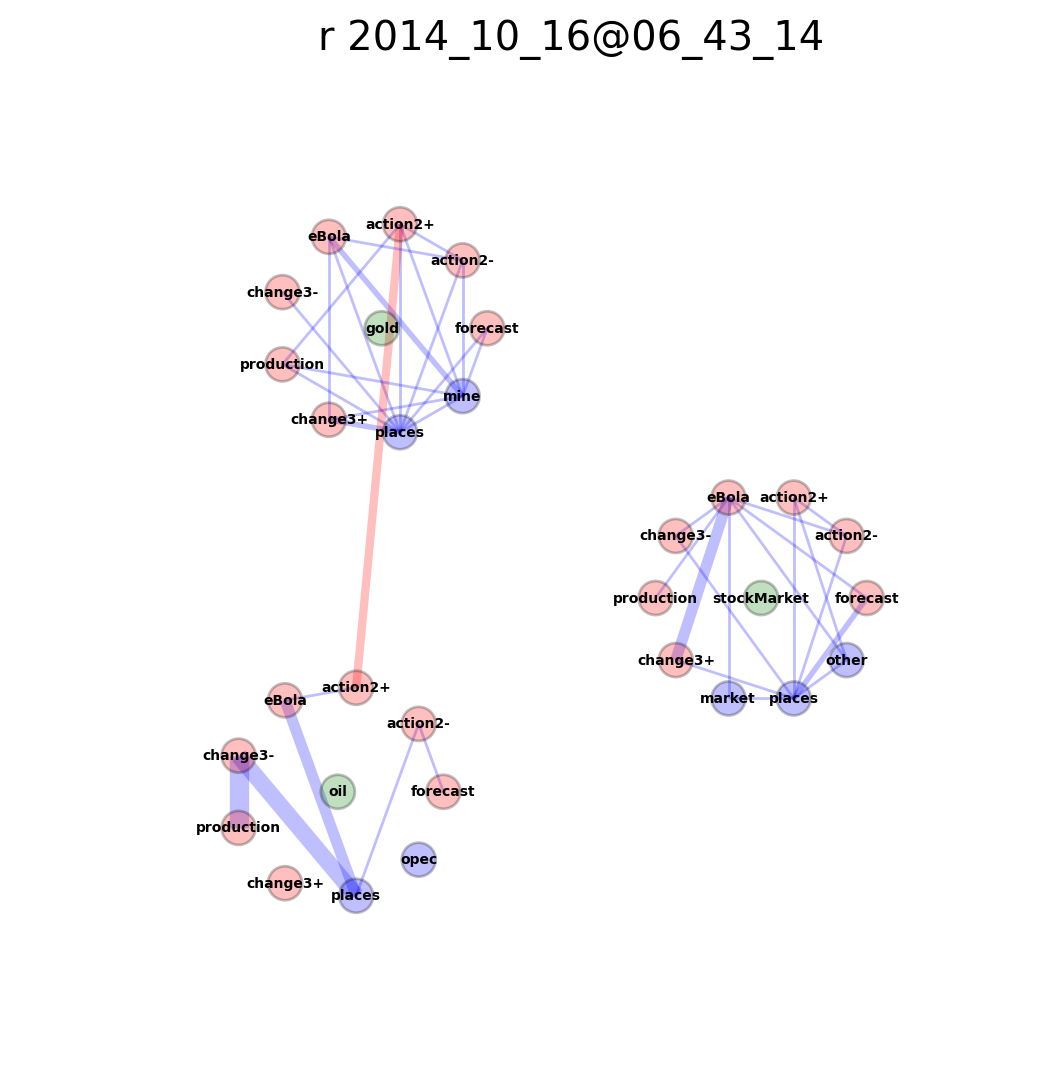 r 2014_10_16@06_43_14
action2+
eBola
action2-
change3-
gold
forecast
production
mine
change3+
places
eBola
action2+
change3-
action2-
production
stockMarket
forecast
change3+
other
market
places
action2+
eBola
action2-
change3-
oil
forecast
production
opec
change3+
places